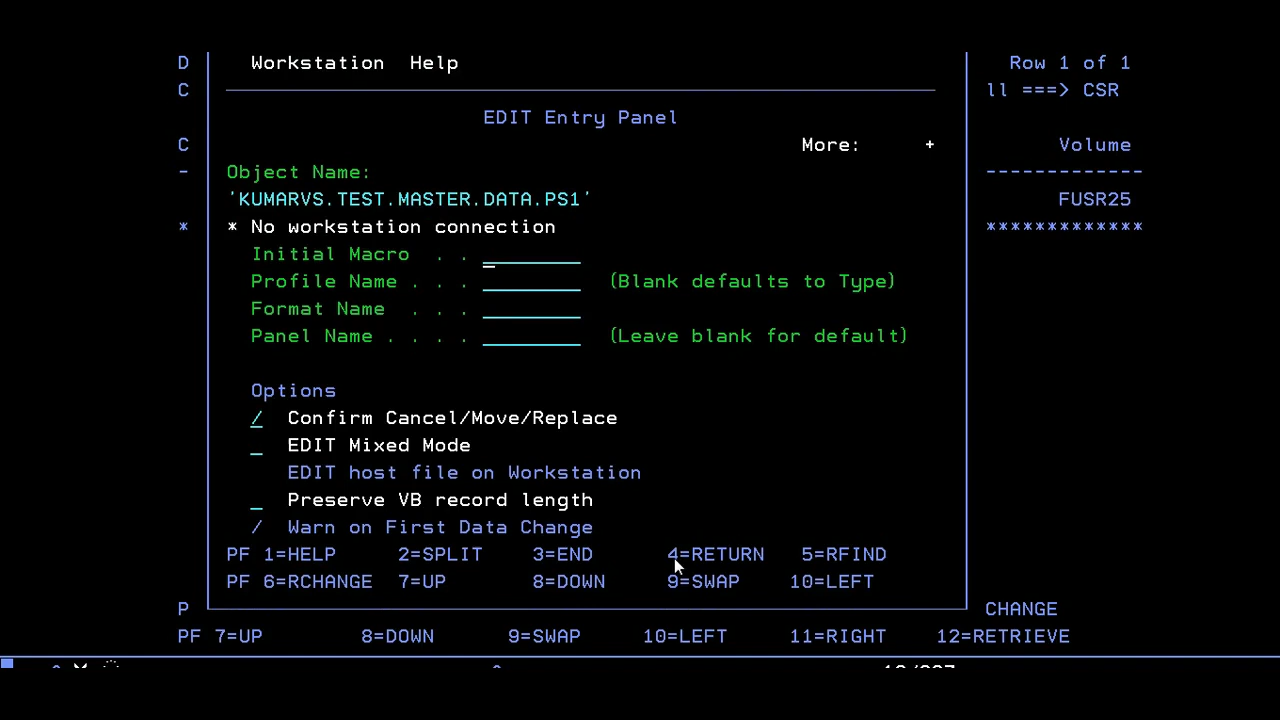 D Workstation Help Row 1 of 1
C ll ===> CSR
EDIT Entry Panel
C More: + Volume
- Object Name: -------------
'KUMARVS.TEST.MASTER.DATA.PS1' FUSR25
* * No workstation connection *************
Initial Macro . .
Profile Name . . . (Blank defaults to Type)
Format Name . . .
Panel Name . . . . (Leave blank for default)
Options
/ Confirm Cancel/Move/Replace
_ EDIT Mixed Mode
EDIT host file on Workstation
_ Preserve VB record length
/ Warn on First Data Change
PF 1=HELP 2=SPLIT 3=END 4=RETURN 5=RFIND
PF 6=RCHANGE 7=UP 8=DOWN 9=SWAP 10=LEFT
P CHANGE
PF 7=UP 8=DOWN 9=SWAP 10=LEFT 11=RIGHT 12=RETRIEVE